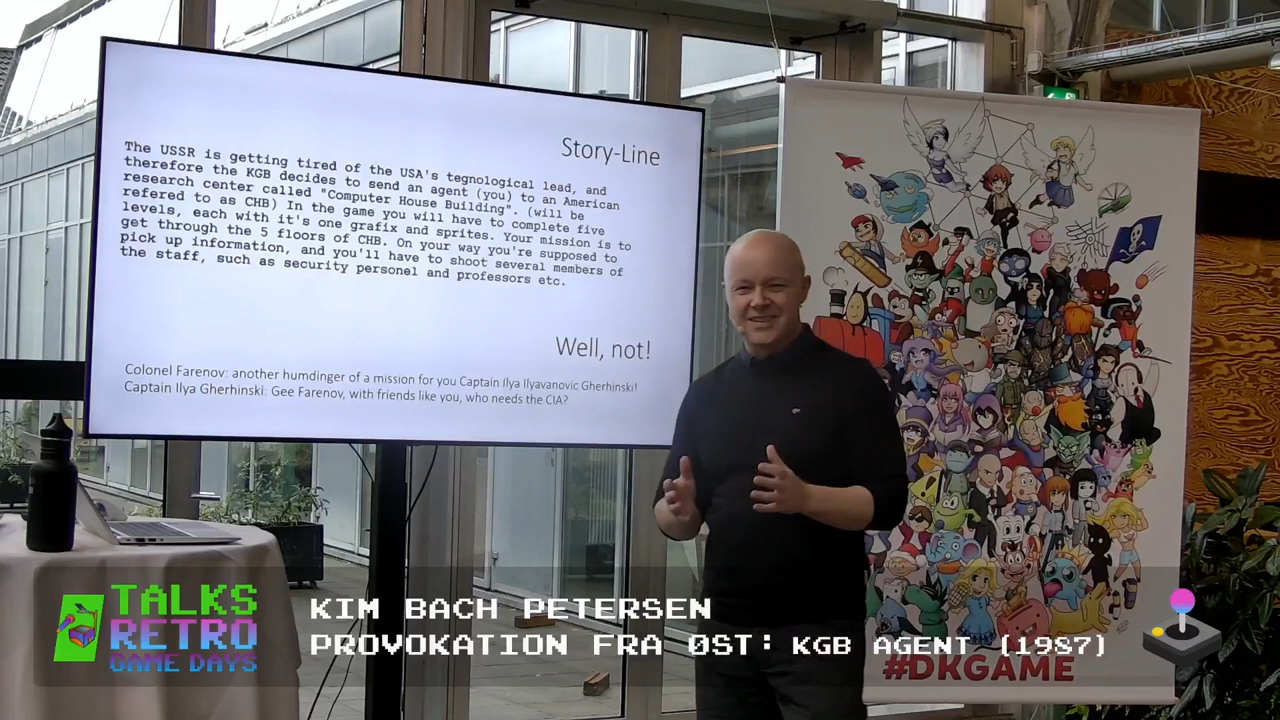 Story-Line
The USSR is getting tired of the USA's tegnological lead, and
therefore the KGB decides to send an agent (you) to an American
research center called "Computer House Building". (will be
refered to as CHB) In the game you will have to complete five
levels, each with it's one grafix and sprites. Your mission is to
get through the 5 floors of CHB. On your way you're supposed to
pick up information, and you'll have to shoot several members of
the staff, such as security personel and professors etc.
Well, not!
Colonel Farenov: another humdinger of a mission for you Captain Ilya Ilyavanovic Gherhinski!
Captain Ilya Gherhinski: Gee Farenov, with friends like you, who needs the CIA?
TALKS
RETRO
GAME DAYS
KIM BACH PETERSEN
PROVOKATION FRA ØST: KGB AGENT (1987)
#DKGAME